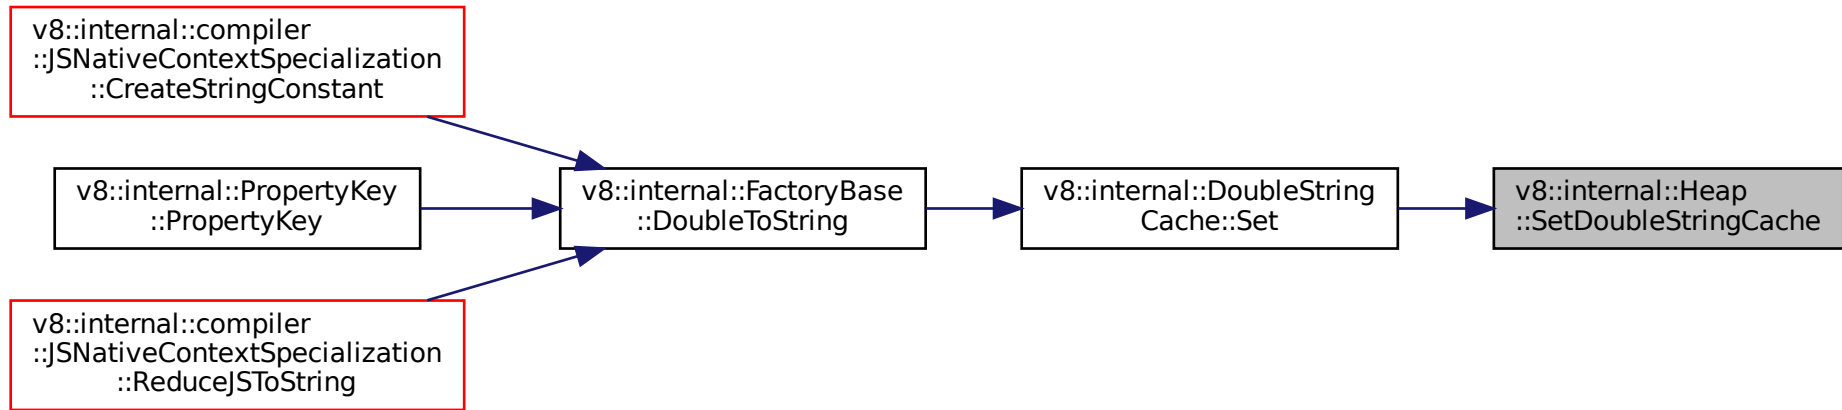 v8::internal::compiler
::JSNativeContextSpecialization
::CreateStringConstant
v8::internal::PropertyKey
::PropertyKey
v8::internal::compiler
::JSNativeContextSpecialization
::ReduceJSToString
v8::internal::FactoryBase
::DoubleToString
v8::internal::DoubleString
Cache::Set
v8::internal::Heap
::SetDoubleStringCache